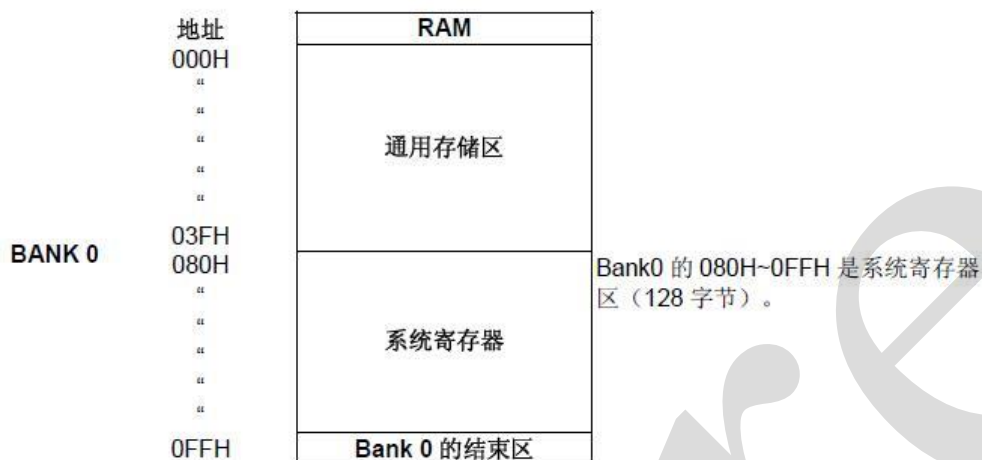 地址 RAM
000H
“
“
“ 通用存储区
“
“
03FH
BANK 0
080H Bank0 的 080H~0FFH 是系统寄存器
“ 区（128 字节）。
“
“ 系统寄存器
“
“
0FFH Bank 0 的结束区
re